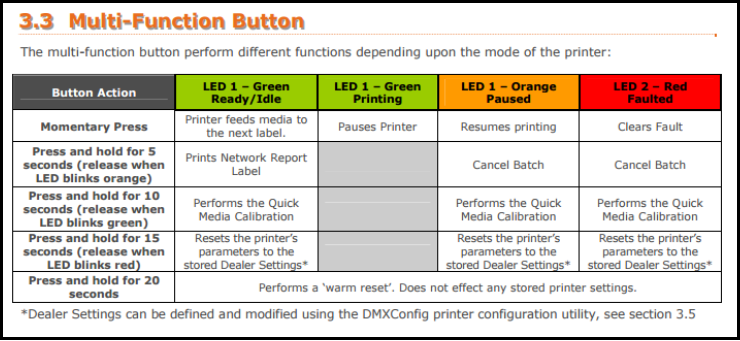 3.3 Multi-Function Button
The multi-function button perform different functions depending upon the mode of the printer:
Button Action
LED 1 – Green
Ready/Idle
LED 1 – Green
Printing
LED 1 – Orange
Paused
LED 2 – Red
Faulted
Momentary Press
Printer feeds media to
the next label.
Pauses Printer
Resumes printing
Clears Fault
Press and hold for 5
seconds (release when
LED blinks orange)
Prints Network Report
Label
Cancel Batch
Cancel Batch
Press and hold for 10
seconds (release when
LED blinks green)
Performs the Quick
Media Calibration
Performs the Quick
Media Calibration
Performs the Quick
Media Calibration
Press and hold for 15
seconds (release when
LED blinks red)
Resets the printer’s
parameters to the
stored Dealer Settings*
Resets the printer’s
parameters to the
stored Dealer Settings*
Resets the printer’s
parameters to the
stored Dealer Settings*
Press and hold for 20
seconds
Performs a ‘warm reset’. Does not effect any stored printer settings.
*Dealer Settings can be defined and modified using the DMXConfig printer configuration utility, see section 3.5